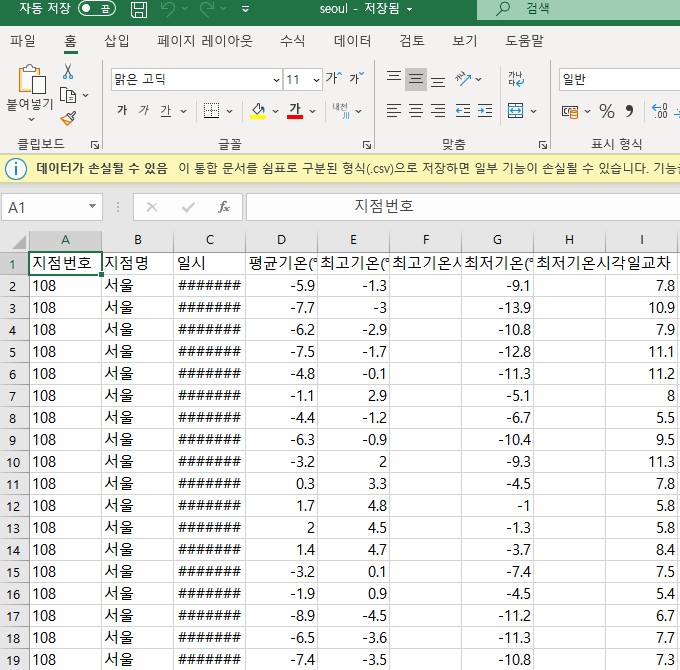 자동 저장 끔 seoul - 저장됨 검색
파일 홈 삽입 페이지 레이아웃 수식 데이터 검토 보기 도움말
붙여넣기 맑은 고딕 11 가 가 가나다 일반
가 가 가 가 내천 % 9
클립보드 글꼴 맞춤 표시 형식
데이터가 손실될 수 있음 이 통합 문서를 쉼표로 구분된 형식(.csv)으로 저장하면 일부 기능이 손실될 수 있습니다. 기능을
A1 fx 지점번호
A B C D E F G H I
1 지점번호 지점명 일시 평균기온(° 최고기온(° 최고기온시 최저기온(° 최저기온시각 일교차
2 108 서울 ####### -5.9 -1.3 -9.1 7.8
3 108 서울 ####### -7.7 -3 -13.9 10.9
4 108 서울 ####### -6.2 -2.9 -10.8 7.9
5 108 서울 ####### -7.5 -1.7 -12.8 11.1
6 108 서울 ####### -4.8 -0.1 -11.3 11.2
7 108 서울 ####### -1.1 2.9 -5.1 8
8 108 서울 ####### -4.4 -1.2 -6.7 5.5
9 108 서울 ####### -6.3 -0.9 -10.4 9.5
10 108 서울 ####### -3.2 2 -9.3 11.3
11 108 서울 ####### 0.3 3.3 -4.5 7.8
12 108 서울 ####### 1.7 4.8 -1 5.8
13 108 서울 ####### 2 4.5 -1.3 5.8
14 108 서울 ####### 1.4 4.7 -3.7 8.4
15 108 서울 ####### -3.2 0.1 -7.4 7.5
16 108 서울 ####### -1.9 0.9 -4.5 5.4
17 108 서울 ####### -8.9 -4.5 -11.2 6.7
18 108 서울 ####### -6.5 -3.6 -11.3 7.7
19 108 서울 ####### -7.4 -3.5 -10.8 7.3